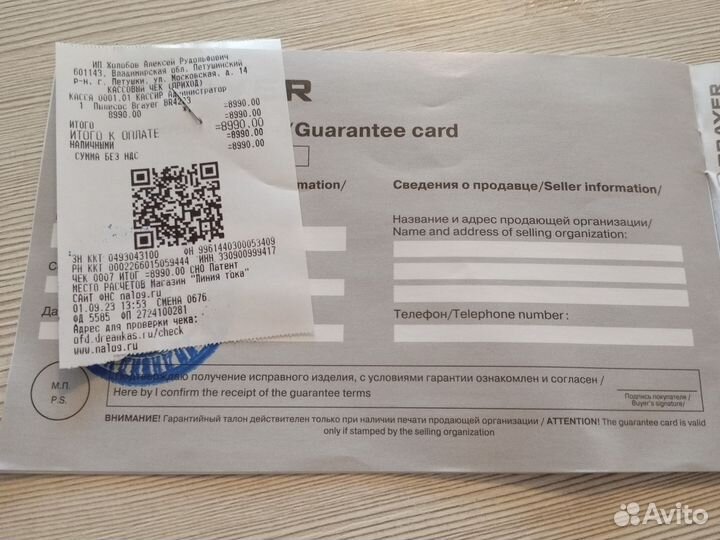 ИП Холобов Алексей Рудольфович
601143, Владимирская обл. Петушинский
р-н, г. Петушки, ул. Московская, д. 14
КАССОВЫЙ ЧЕК (ПРИХОД)
КАССА 0001.01 КАССИР Администратор
1 Пылесос Brayer BR4223
8990.00 =8990.00
ИТОГО =8990.00
ИТОГО К ОПЛАТЕ =8990.00
НАЛИЧНЫМИ =8990.00
СУММА БЕЗ НДС =8990.00
ЗН ККТ 0493043100 ФН 9961440300053409
РН ККТ 0002266015059444 ИНН 330900999417
ЧЕК 0007 ИТОГ =8990.00 СНО Патент
МЕСТО РАСЧЕТОВ Магазин "Линия тока"
САЙТ ФНС nalog.ru
01.09.23 13:53 СМЕНА 0676
ФД 5585 ФП 2724100281
Адрес для проверки чека:
ofd.dreamkas.ru/check
www.nalog.ru
ER
/Guarantee card
mation/
Сведения о продавце/Seller information/
Название и адрес продающей организации/
Name and address of selling organization:
Телефон/Telephone number :
Да
М.П.
P.S.
Подтверждаю получение исправного изделия, с условиями гарантии ознакомлен и согласен /
Here by I confirm the receipt of the guarantee terms
Подпись покупателя /
Buyer's signature/
ВНИМАНИЕ! Гарантийный талон действителен только при наличии печати продающей организации / ATTENTION! The guarantee card is valid
only if stamped by the selling organization
BRAYER
Avito